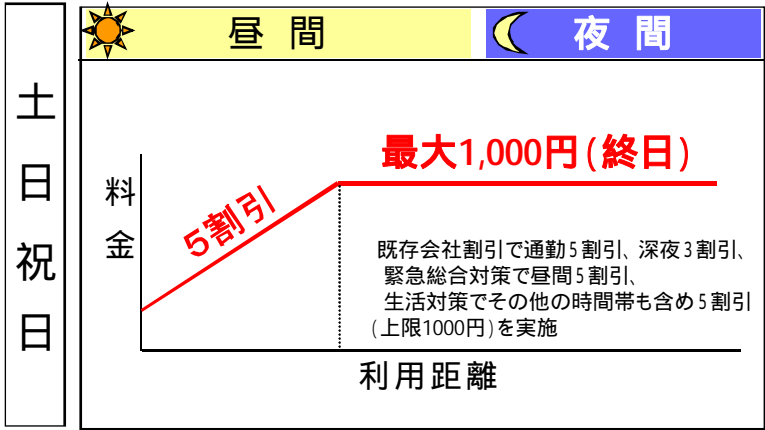 昼間
夜間
土日祝日
最大1,000円(終日)
料金
5割引
既存会社割引で通勤5割引、深夜3割引、
緊急総合対策で昼間5割引、
生活対策でその他の時間帯も含め5割引
(上限1000円)を実施
利用距離